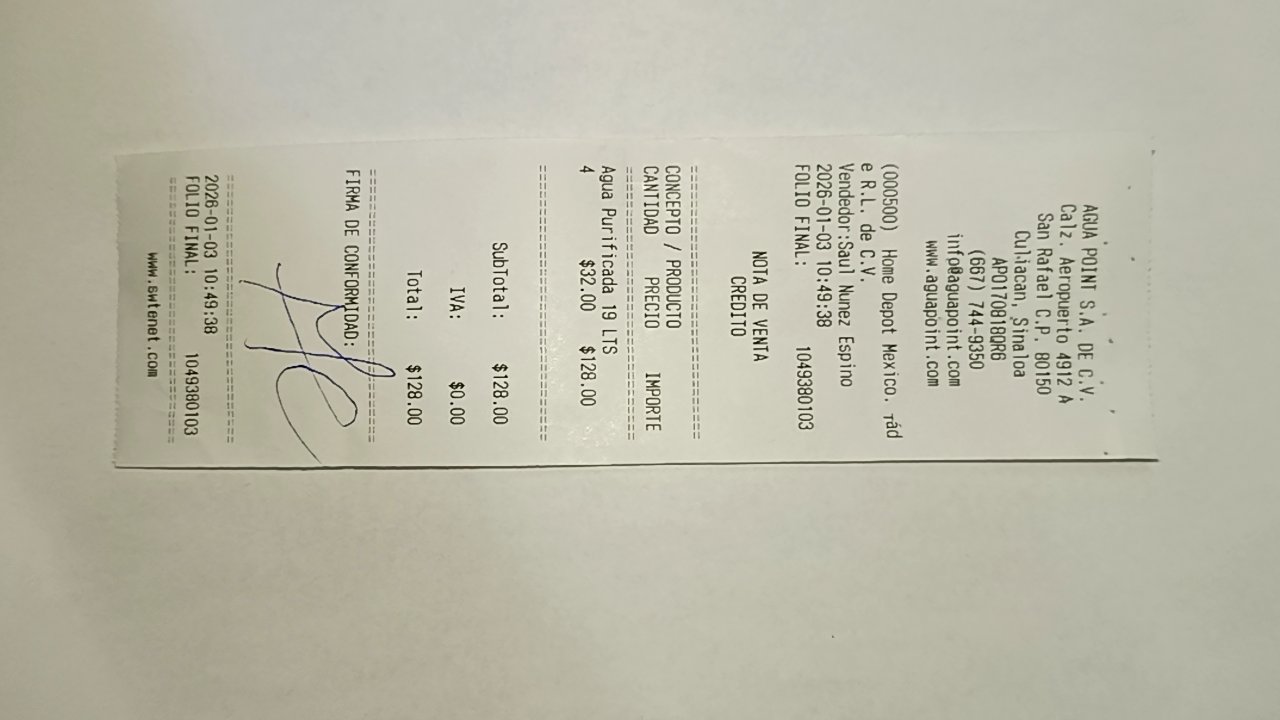 AGUA POINT S.A. DE C.V.
Calz. Aeropuerto 4912 A
San Rafael C.P. 80150
Culiacan, Sinaloa
APO170818QR6
(667) 744-9350
info@aguapoint.com
www.aguapoint.com
(000500) Home Depot Mexico. rád
e R.L. de C.V.
Vendedor:Saul Nunez Espino
2026-01-03 10:49:38
FOLIO FINAL: 1049380103
NOTA DE VENTA
CREDITO
================================
CONCEPTO / PRODUCTO
CANTIDAD PRECIO IMPORTE
================================
Agua Purificada 19 LTS
4 $32.00 $128.00
================================
SubTotal: $128.00
IVA: $0.00
Total: $128.00
================================
FIRMA DE CONFORMIDAD:
================================
2026-01-03 10:49:38
FOLIO FINAL: 1049380103
================================
www.ewtenet.com